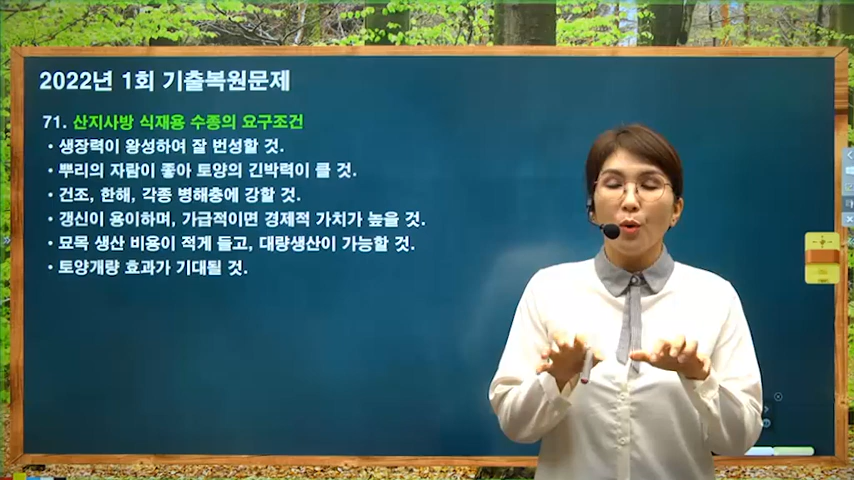 2022년 1회 기출복원문제
71. 산지사방 식재용 수종의 요구조건
• 생장력이 왕성하여 잘 번성할 것.
• 뿌리의 자람이 좋아 토양의 긴박력이 클 것.
• 건조, 한해, 각종 병해충에 강할 것.
• 갱신이 용이하며, 가급적이면 경제적 가치가 높을 것.
• 묘목 생산 비용이 적게 들고, 대량생산이 가능할 것.
• 토양개량 효과가 기대될 것.